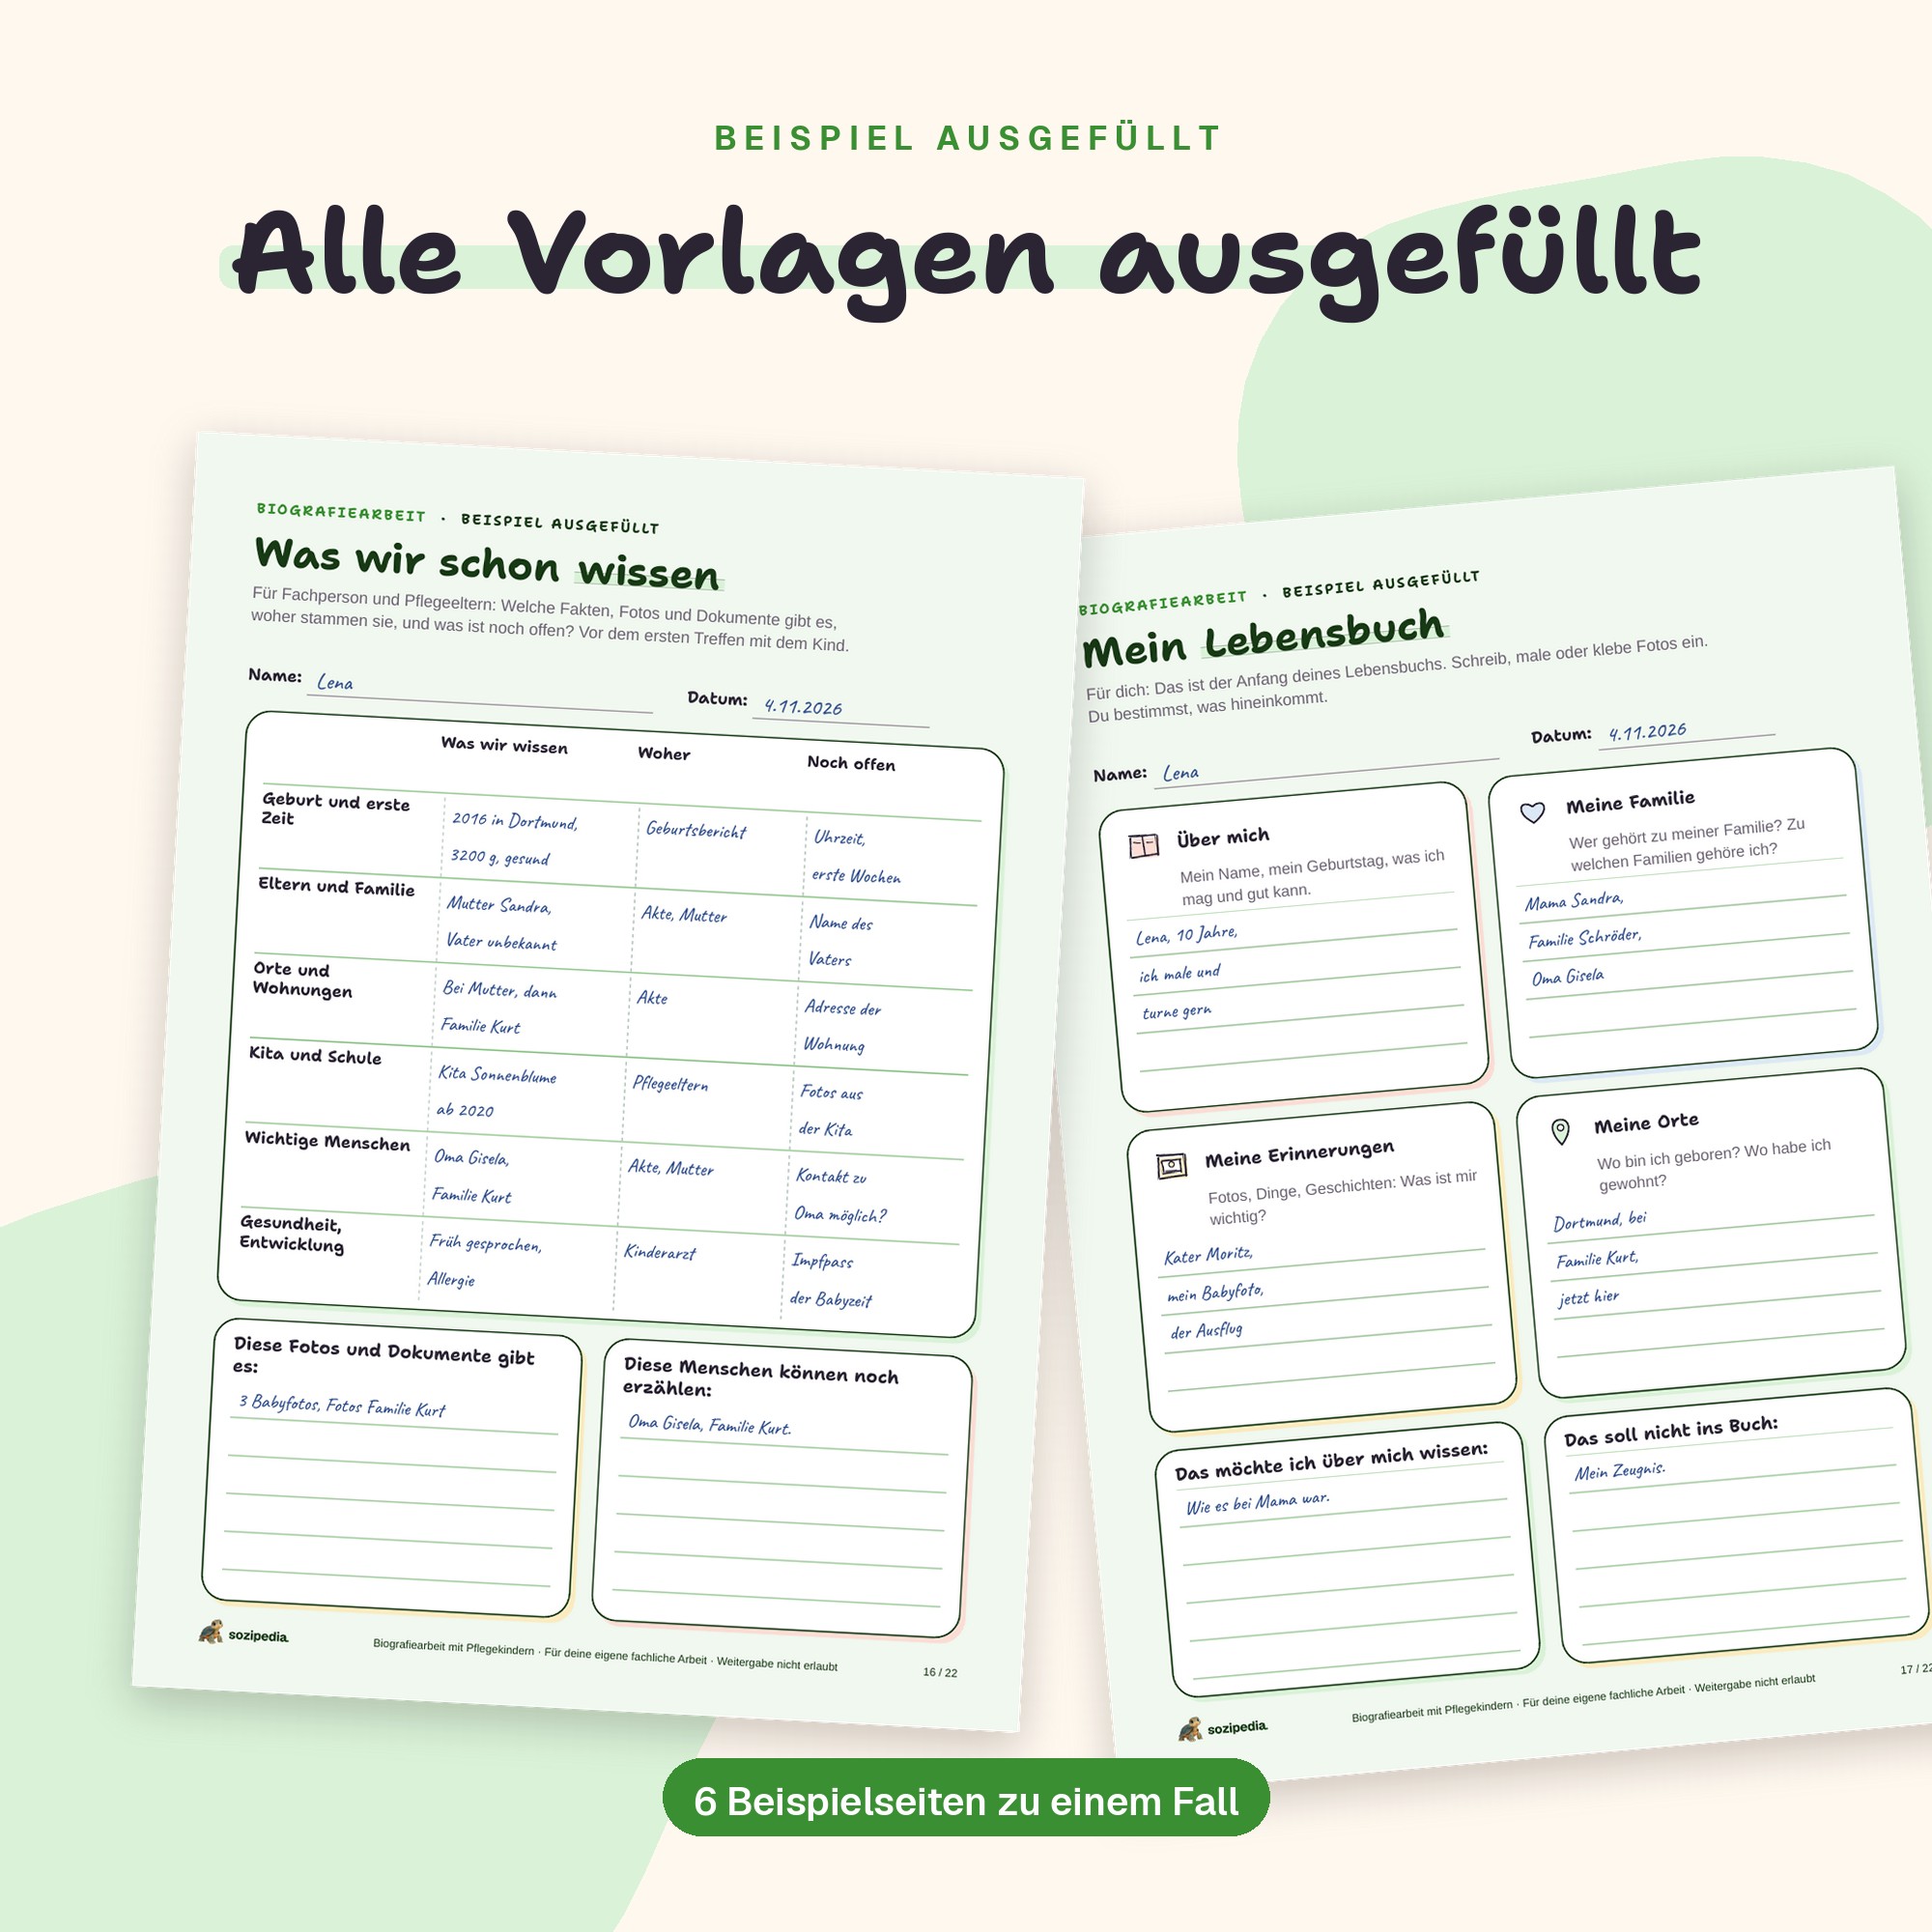 BEISPIEL AUSGEFÜLLT
Alle Vorlagen ausgefüllt
BIOGRAFIEARBEIT · BEISPIEL AUSGEFÜLLT
Was wir schon wissen
Für Fachperson und Pflegeeltern: Welche Fakten, Fotos und Dokumente gibt es,
woher stammen sie, und was ist noch offen? Vor dem ersten Treffen mit dem Kind.
Name: Lena Datum: 4.11.2026
Was wir wissen Woher Noch offen
Geburt und erste
Zeit
2016 in Dortmund,
3200 g, gesund
Geburtsbericht
Uhrzeit,
erste Wochen
Eltern und Familie
Mutter Sandra,
Vater unbekannt
Akte, Mutter
Name des
Vaters
Orte und
Wohnungen
Bei Mutter, dann
Familie Kurt
Akte
Adresse der
Wohnung
Kita und Schule
Kita Sonnenblume
ab 2020
Pflegeeltern
Fotos aus
der Kita
Wichtige Menschen
Oma Gisela,
Familie Kurt
Akte, Mutter
Kontakt zu
Oma möglich?
Gesundheit,
Entwicklung
Früh gesprochen,
Allergie
Kinderarzt
Impfpass
der Babyzeit
Diese Fotos und Dokumente gibt
es:
3 Babyfotos, Fotos Familie Kurt
Diese Menschen können noch
erzählen:
Oma Gisela, Familie Kurt.
sozipedia.
Biografiearbeit mit Pflegekindern · Für deine eigene fachliche Arbeit · Weitergabe nicht erlaubt
16 / 22
BIOGRAFIEARBEIT · BEISPIEL AUSGEFÜLLT
Mein Lebensbuch
Für dich: Das ist der Anfang deines Lebensbuchs. Schreib, male oder klebe Fotos ein.
Du bestimmst, was hineinkommt.
Name: Lena Datum: 4.11.2026
Über mich
Mein Name, mein Geburtstag, was ich
mag und gut kann.
Lena, 10 Jahre,
ich male und
turne gern
Meine Familie
Wer gehört zu meiner Familie? Zu
welchen Familien gehöre ich?
Mama Sandra,
Familie Schröder,
Oma Gisela
Meine Erinnerungen
Fotos, Dinge, Geschichten: Was ist mir
wichtig?
Kater Moritz,
mein Babyfoto,
der Ausflug
Meine Orte
Wo bin ich geboren? Wo habe ich
gewohnt?
Dortmund, bei
Familie Kurt,
jetzt hier
Das möchte ich über mich wissen:
Wie es bei Mama war.
Das soll nicht ins Buch:
Mein Zeugnis.
sozipedia.
Biografiearbeit mit Pflegekindern · Für deine eigene fachliche Arbeit · Weitergabe nicht erlaubt
17 / 22
6 Beispielseiten zu einem Fall